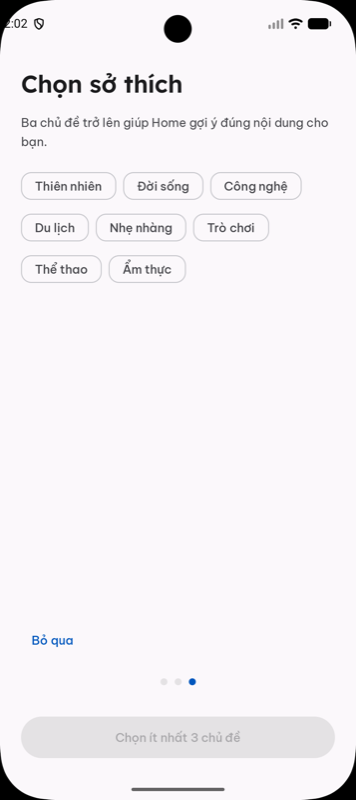 2:02
Chọn sở thích
Ba chủ đề trở lên giúp Home gợi ý đúng nội dung cho
bạn.
Thiên nhiên
Đời sống
Công nghệ
Du lịch
Nhẹ nhàng
Trò chơi
Thể thao
Ẩm thực
Bỏ qua
Chọn ít nhất 3 chủ đề